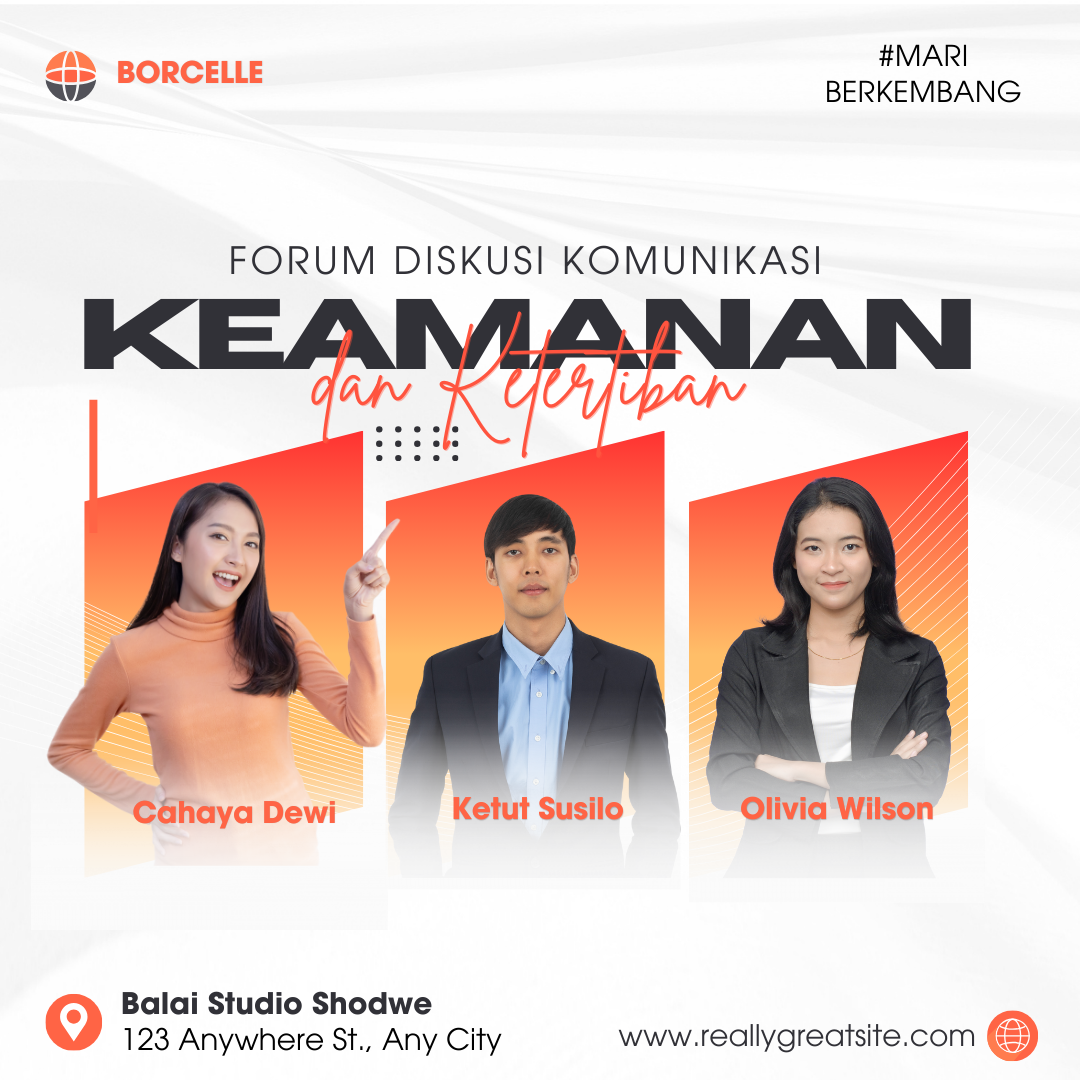 BORCELLE
#MARI
BERKEMBANG
FORUM DISKUSI KOMUNIKASI
KEAMANAN
dan Ketertiban
Cahaya Dewi
Ketut Susilo
Olivia Wilson
Balai Studio Shodwe
123 Anywhere St., Any City
www.reallygreatsite.com